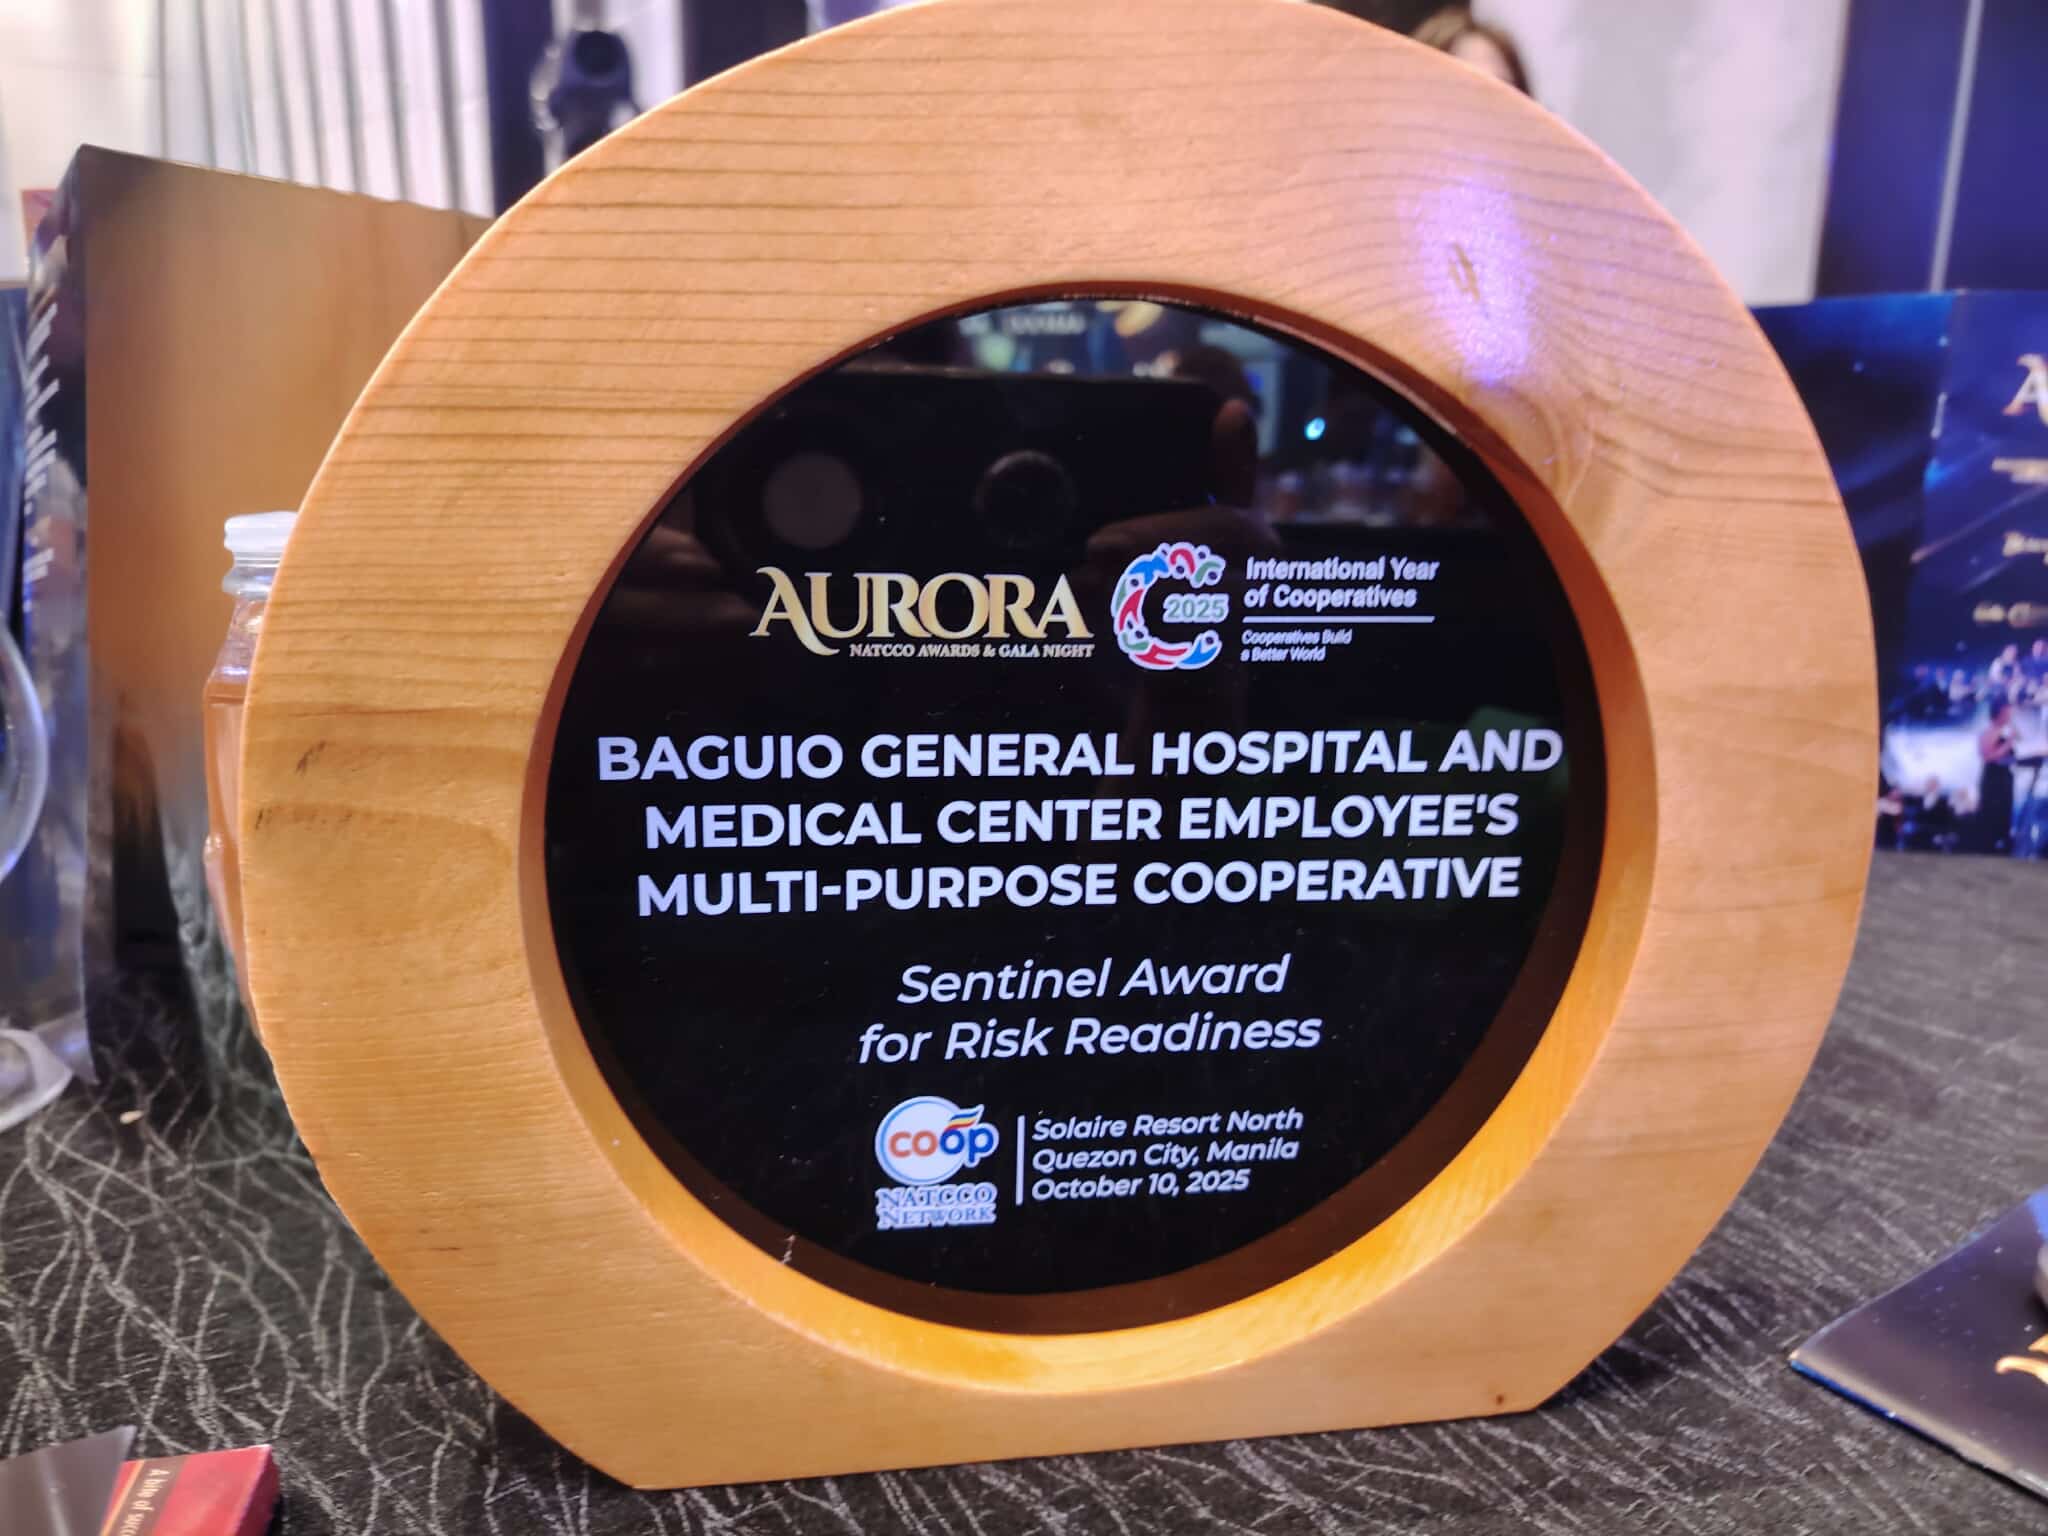 AURORA
NATCCO AWARDS & GALA NIGHT
2025
International Year
of Cooperatives
Cooperatives Build
a Better World
BAGUIO GENERAL HOSPITAL AND
MEDICAL CENTER EMPLOYEE'S
MULTI-PURPOSE COOPERATIVE
Sentinel Award
for Risk Readiness
coop
NATCCO
NETWORK
Solaire Resort North
Quezon City, Manila
October 10, 2025
A bite of